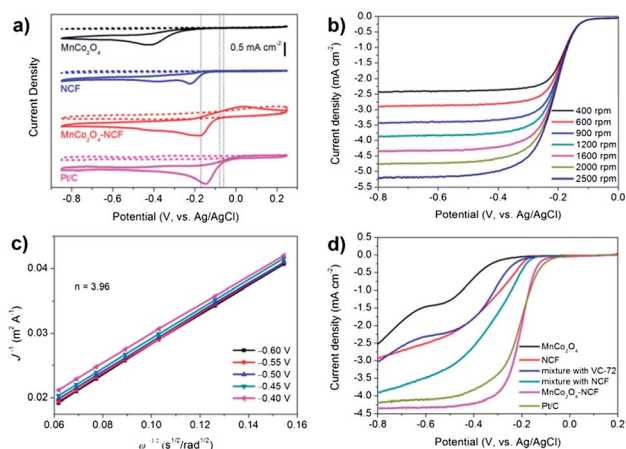 a)
MnCo₂O₄
0.5 mA cm⁻²
NCF
MnCo₂O₄-NCF
Pt/C
Current Density
-0.8 -0.6 -0.4 -0.2 0.0 0.2
Potential (V, vs. Ag/AgCl)
b)
Current density (mA cm⁻²)
0.0
-0.5
-1.0
-1.5
-2.0
-2.5
-3.0
-3.5
-4.0
-4.5
-5.0
-5.5
400 rpm
600 rpm
900 rpm
1200 rpm
1600 rpm
2000 rpm
2500 rpm
-0.8 -0.6 -0.4 -0.2 0.0
Potential (V, vs. Ag/AgCl)
c)
n = 3.96
J⁻¹ (m² A⁻¹)
0.04
0.03
0.02
-0.60 V
-0.55 V
-0.50 V
-0.45 V
-0.40 V
0.06 0.08 0.10 0.12 0.14 0.16
ω⁻¹ᐟ² (s¹ᐟ²/rad¹ᐟ²)
d)
Current density (mA cm⁻²)
0.0
-0.5
-1.0
-1.5
-2.0
-2.5
-3.0
-3.5
-4.0
-4.5
MnCo₂O₄
NCF
mixture with VC-72
mixture with NCF
MnCo₂O₄-NCF
Pt/C
-0.8 -0.6 -0.4 -0.2 0.0 0.2
Potential (V, vs. Ag/AgCl)